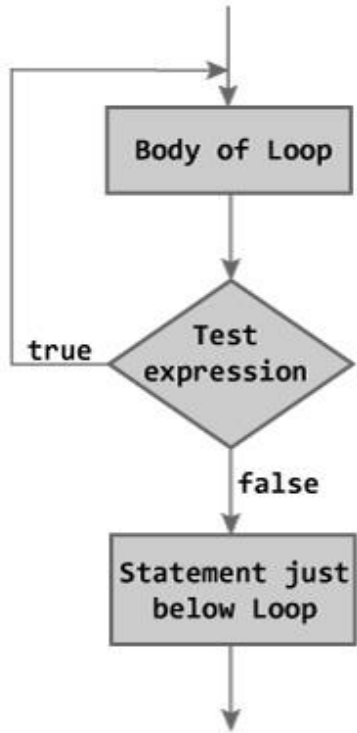 Body of Loop
Test
expression
true
false
Statement just
below Loop